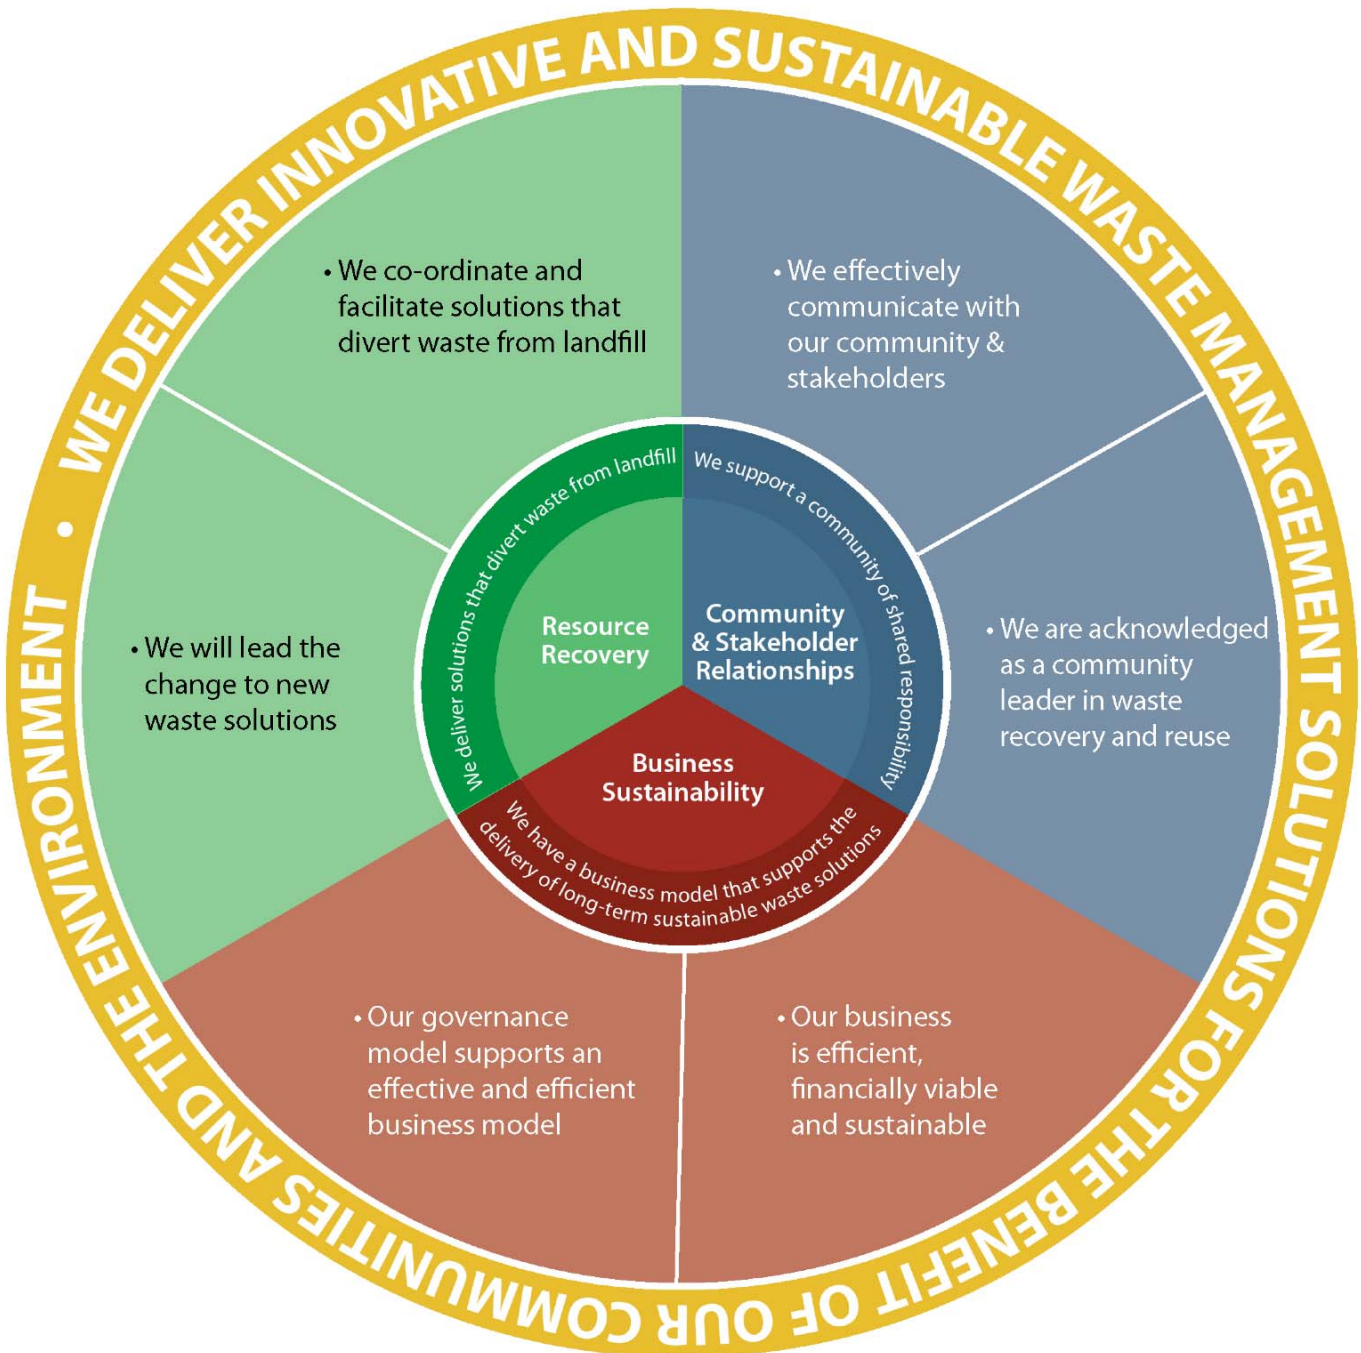 WE DELIVER INNOVATIVE AND SUSTAINABLE WASTE MANAGEMENT SOLUTIONS FOR THE BENEFIT OF OUR COMMUNITIES AND THE ENVIRONMENT •
• We co-ordinate and
facilitate solutions that
divert waste from landfill
• We effectively
communicate with
our community &
stakeholders
• We will lead the
change to new
waste solutions
We deliver solutions that divert waste from landfill
Resource
Recovery
We support a community of shared responsibility
Community
& Stakeholder
Relationships
• We are acknowledged
as a community
leader in waste
recovery and reuse
Business
Sustainability
We have a business model that supports the
delivery of long-term sustainable waste solutions
• Our governance
model supports an
effective and efficient
business model
• Our business
is efficient,
financially viable
and sustainable